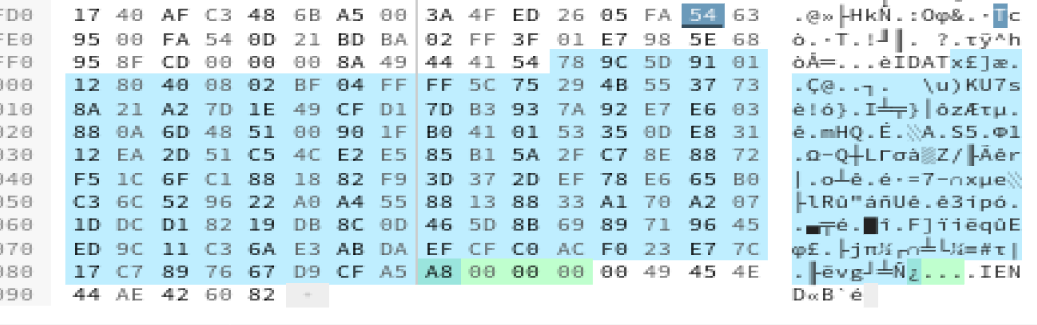 FD0 17 40 AF C3 48 6B A5 00 3A 4F ED 26 05 FA 54 63 .@»├HkÑ.:Oφ&.·Tc
FE0 95 00 FA 54 0D 21 BD BA 02 FF 3F 01 E7 98 5E 68 ò.·T.!╜║. ?.τÿ^h
FF0 95 8F CD 00 00 00 8A 49 44 41 54 78 9C 5D 91 01 òÅ═...èIDATx£]æ.
000 12 80 40 08 02 BF 04 FF FF 5C 75 29 4B 55 37 73 .Ç@..┐. \u)KU7s
010 8A 21 A2 7D 1E 49 CF D1 7D B3 93 7A 92 E7 E6 03 è!ó}.I╧╤}│ôzÆτµ.
020 88 0A 6D 48 51 00 90 1F B0 41 01 53 35 0D E8 31 ê.mHQ.É.░A.S5.Φ1
030 12 EA 2D 51 C5 4C E2 E5 85 B1 5A 2F C7 8E 88 72 .Ω-Q┼LΓσà▒Z/╟Äêr
040 F5 1C 6F C1 88 18 82 F9 3D 37 2D EF 78 E6 65 B0 ⌡.o┴ê.é∙=7-∩xµe░
050 C3 6C 52 96 22 A0 A4 55 88 13 88 33 A1 70 A2 07 ├lRû"áñUê.ê3ípó.
060 1D DC D1 82 19 DB 8C 0D 46 5D 8B 69 89 71 96 45 .▄╤é.█î.F]ïiëqûE
070 ED 9C 11 C3 6A E3 AB DA EF CF C0 AC F0 23 E7 7C φ£.├jπ½┌∩╧└¼≡#τ|
080 17 C7 89 76 67 D9 CF A5 A8 00 00 00 00 49 45 4E .╟ëvg┘╧Ñ¿....IEN
090 44 AE 42 60 82 + D«B`é